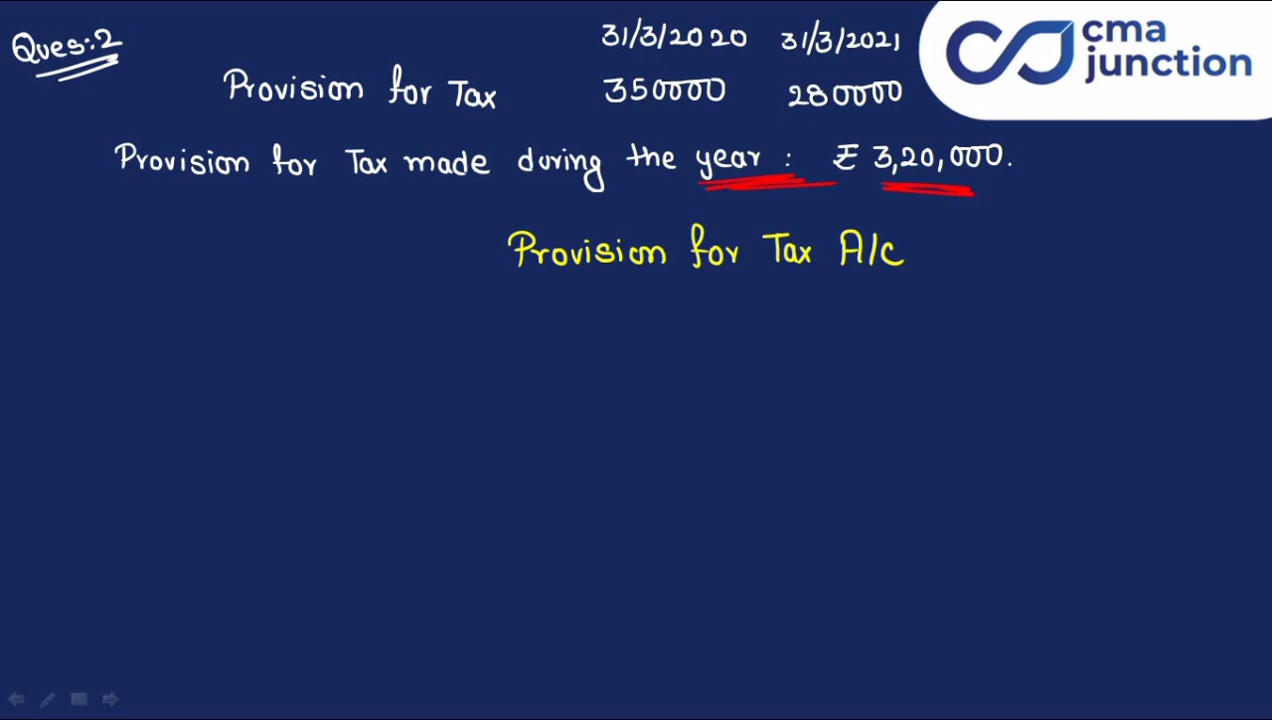 Ques:2
31/3/2020 31/3/2021
cma junction
Provision for Tax 350000 280000
Provision for Tax made during the year : ₹ 3,20,000.
Provision for Tax A/c